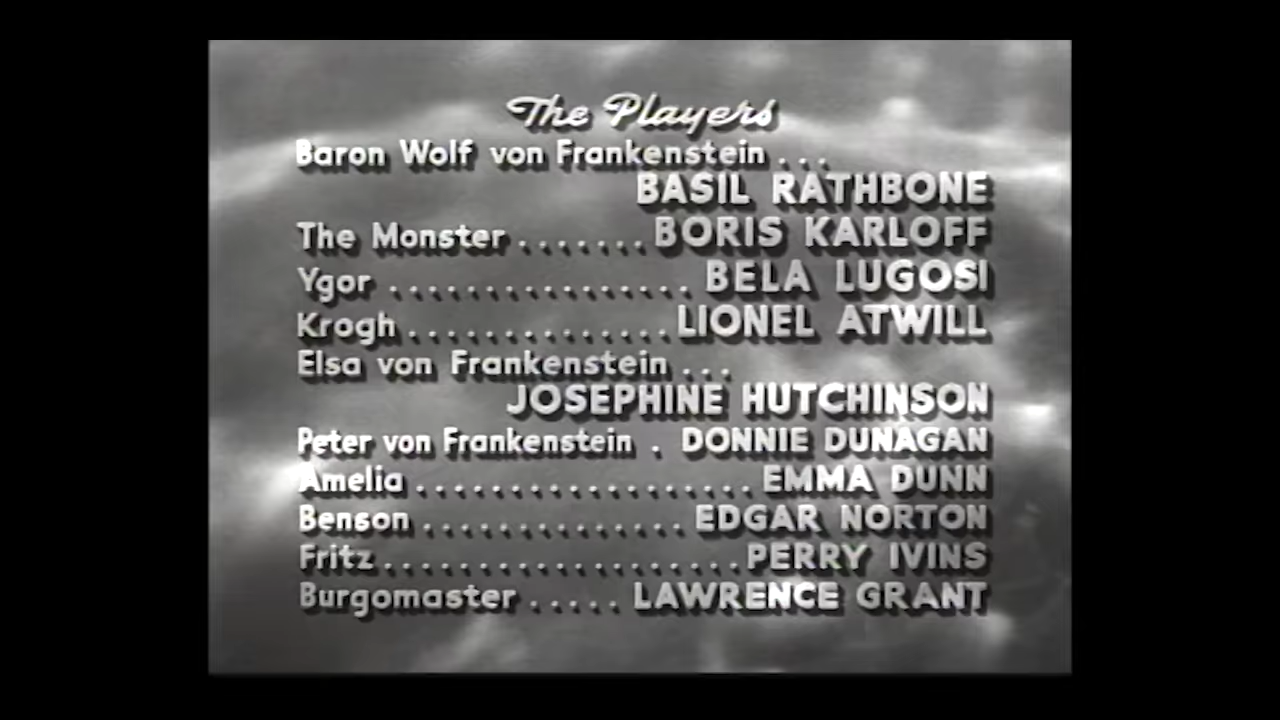 The Players
Baron Wolf von Frankenstein . . .
BASIL RATHBONE
The Monster . . . . . . . BORIS KARLOFF
Ygor . . . . . . . . . . . . . . . . BELA LUGOSI
Krogh . . . . . . . . . . . . . . LIONEL ATWILL
Elsa von Frankenstein . . .
JOSEPHINE HUTCHINSON
Peter von Frankenstein . DONNIE DUNAGAN
Amelia . . . . . . . . . . . . . . . . . . EMMA DUNN
Benson . . . . . . . . . . . . . . EDGAR NORTON
Fritz . . . . . . . . . . . . . . . . . . . PERRY IVINS
Burgomaster . . . . . LAWRENCE GRANT